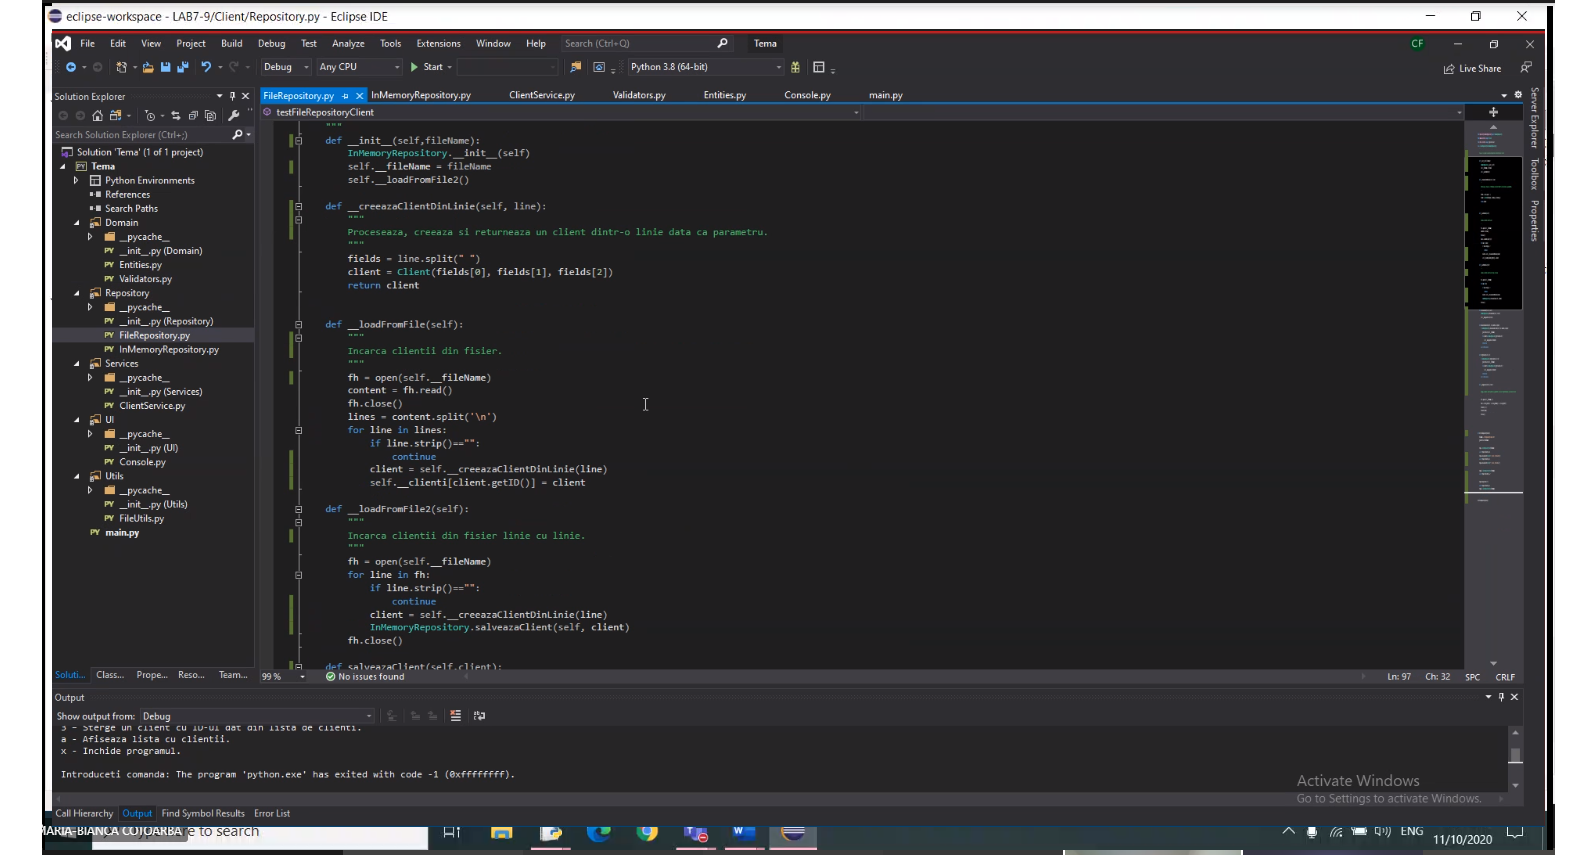 eclipse-workspace - LAB7-9/Client/Repository.py - Eclipse IDE
File Edit View Project Build Debug Test Analyze Tools Extensions Window Help Search (Ctrl+Q) Tema CF
Debug Any CPU Start Python 3.8 (64-bit) Live Share
Solution Explorer
FileRepository.py InMemoryRepository.py ClientService.py Validators.py Entities.py Console.py main.py
testFileRepositoryClient
Search Solution Explorer (Ctrl+;)
Solution 'Tema' (1 of 1 project)
Tema
Python Environments
References
Search Paths
Domain
__pycache__
__init__.py (Domain)
Entities.py
Validators.py
Repository
__pycache__
__init__.py (Repository)
FileRepository.py
InMemoryRepository.py
Services
__pycache__
__init__.py (Services)
ClientService.py
UI
__pycache__
__init__.py (UI)
Console.py
Utils
__pycache__
__init__.py (Utils)
FileUtils.py
main.py
Soluti... Class... Prope... Reso... Team...
"""
def __init__(self,fileName):
InMemoryRepository.__init__(self)
self.__fileName = fileName
self.__loadFromFile2()
def __creeazaClientDinLinie(self, line):
"""
Proceseaza, creeaza si returneaza un client dintr-o linie data ca parametru.
"""
fields = line.split(" ")
client = Client(fields[0], fields[1], fields[2])
return client
def __loadFromFile(self):
"""
Incarca clientii din fisier.
"""
fh = open(self.__fileName)
content = fh.read()
fh.close()
lines = content.split('\n')
for line in lines:
if line.strip()=="":
continue
client = self.__creeazaClientDinLinie(line)
self.__clienti[client.getID()] = client
def __loadFromFile2(self):
"""
Incarca clientii din fisier linie cu linie.
"""
fh = open(self.__fileName)
for line in fh:
if line.strip()=="":
continue
client = self.__creeazaClientDinLinie(line)
InMemoryRepository.salveazaClient(self, client)
fh.close()
def salveazaClient(self,client):
99 % No issues found Ln: 97 Ch: 32 SPC CRLF
Server Explorer
Toolbox
Properties
Output
Show output from: Debug
3 - Sterge un client cu ID-ul dat din lista de clienti.
a - Afiseaza lista cu clientii.
x - Inchide programul.
Introduceti comanda: The program 'python.exe' has exited with code -1 (0xffffffff).
Activate Windows
Go to Settings to activate Windows.
Call Hierarchy Output Find Symbol Results Error List
MARIA-BIANCA COTOARBA re to search
ENG
11/10/2020